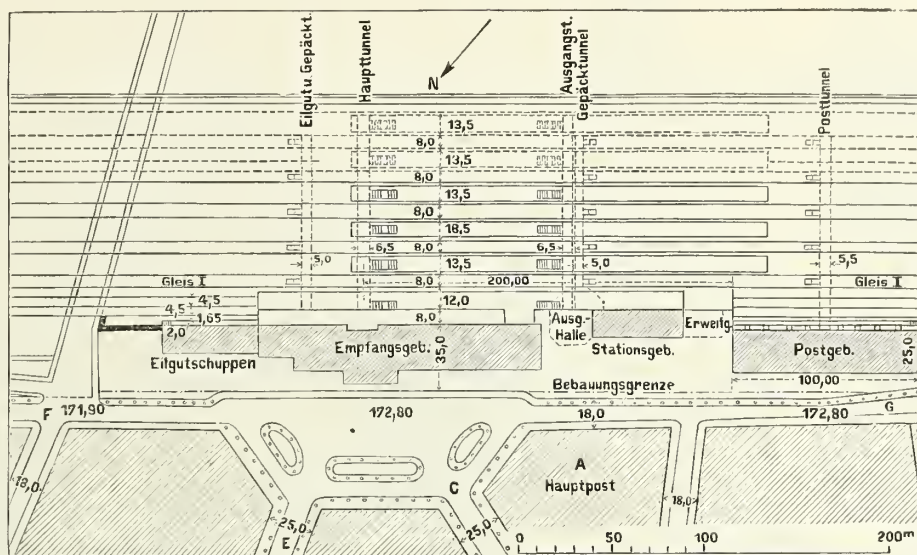 Eilgut u. Gepäckt.
Haupttunnel
N
Ausgangst.
Gepäcktunnel
Posttunnel
13,5
8,0
13,5
8,0
13,5
8,0
18,5
6,5 8,0 6,5
5,0 13,5 5,0 5,5
Gleis I 8,0 200,00 Gleis I
4,5 4,5 12,0
1,65 8,0
2,0
Eilgutschuppen
Empfangsgeb.
35,0
Ausg.-
Halle
Stationsgeb.
Erweitg.
Postgeb.
25,0
Bebauungsgrenze
100,00
F 171,90 172,80 18,0 172,80 G
A
Hauptpost
C
18,0
25,0
E
25,0
18,0
0 50 100 200m